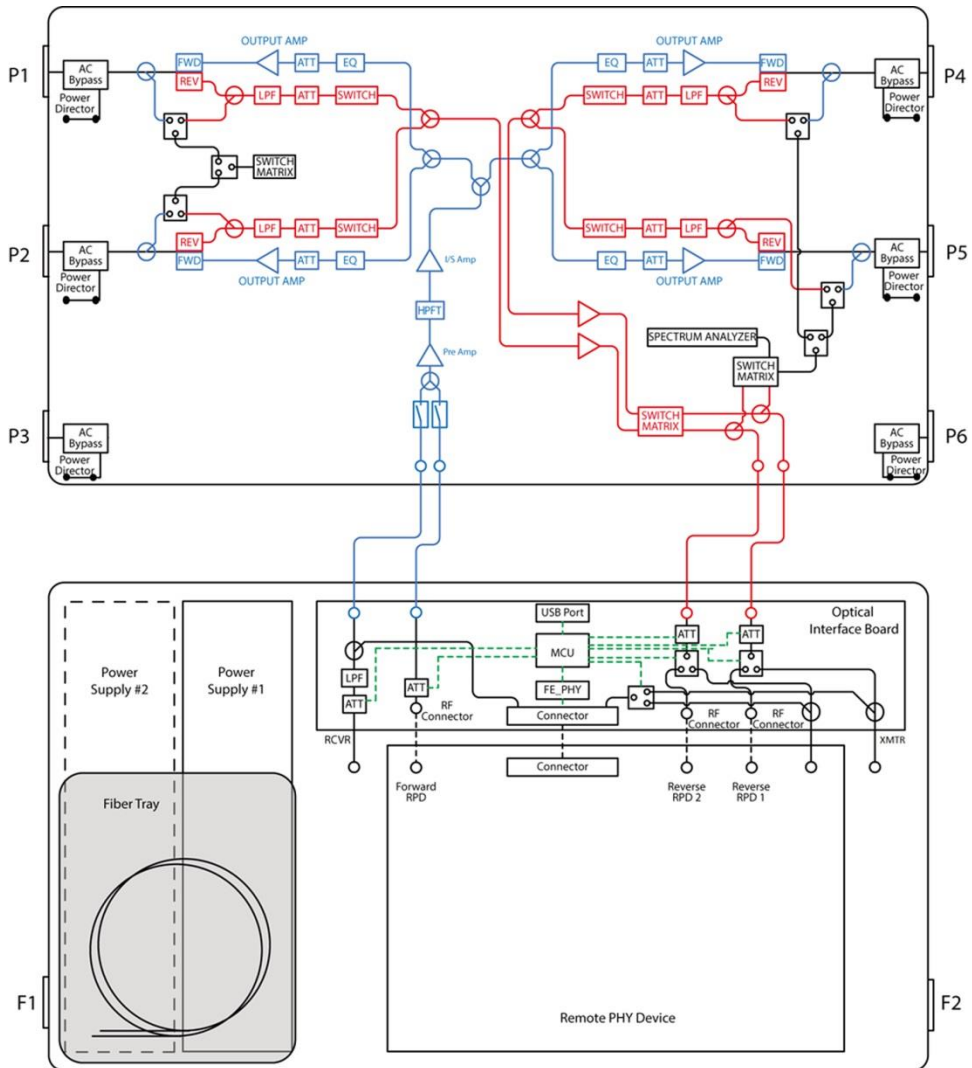 OUTPUT AMP
OUTPUT AMP
P1
AC
Bypass
Power
Director
FWD
REV
ATT
EQ
LPF
ATT
SWITCH
EQ
ATT
FWD
REV
SWITCH
ATT
LPF
AC
Bypass
Power
Director
P4
SWITCH
MATRIX
P2
AC
Bypass
Power
Director
REV
FWD
LPF
ATT
SWITCH
ATT
EQ
OUTPUT AMP
SWITCH
ATT
LPF
REV
EQ
ATT
FWD
OUTPUT AMP
AC
Bypass
Power
Director
P5
I/S Amp
HPFT
Pre Amp
SPECTRUM ANALYZER
SWITCH
MATRIX
SWITCH
MATRIX
P3
AC
Bypass
Power
Director
AC
Bypass
Power
Director
P6
Power
Supply #2
Power
Supply #1
USB Port
MCU
FE_PHY
Connector
Optical
Interface Board
LPF
ATT
ATT
RF
Connector
ATT
ATT
RF
Connector
RF
Connector
RCVR
XMTR
Forward
RPD
Connector
Reverse
RPD 2
Reverse
RPD 1
Fiber Tray
Remote PHY Device
F1
F2